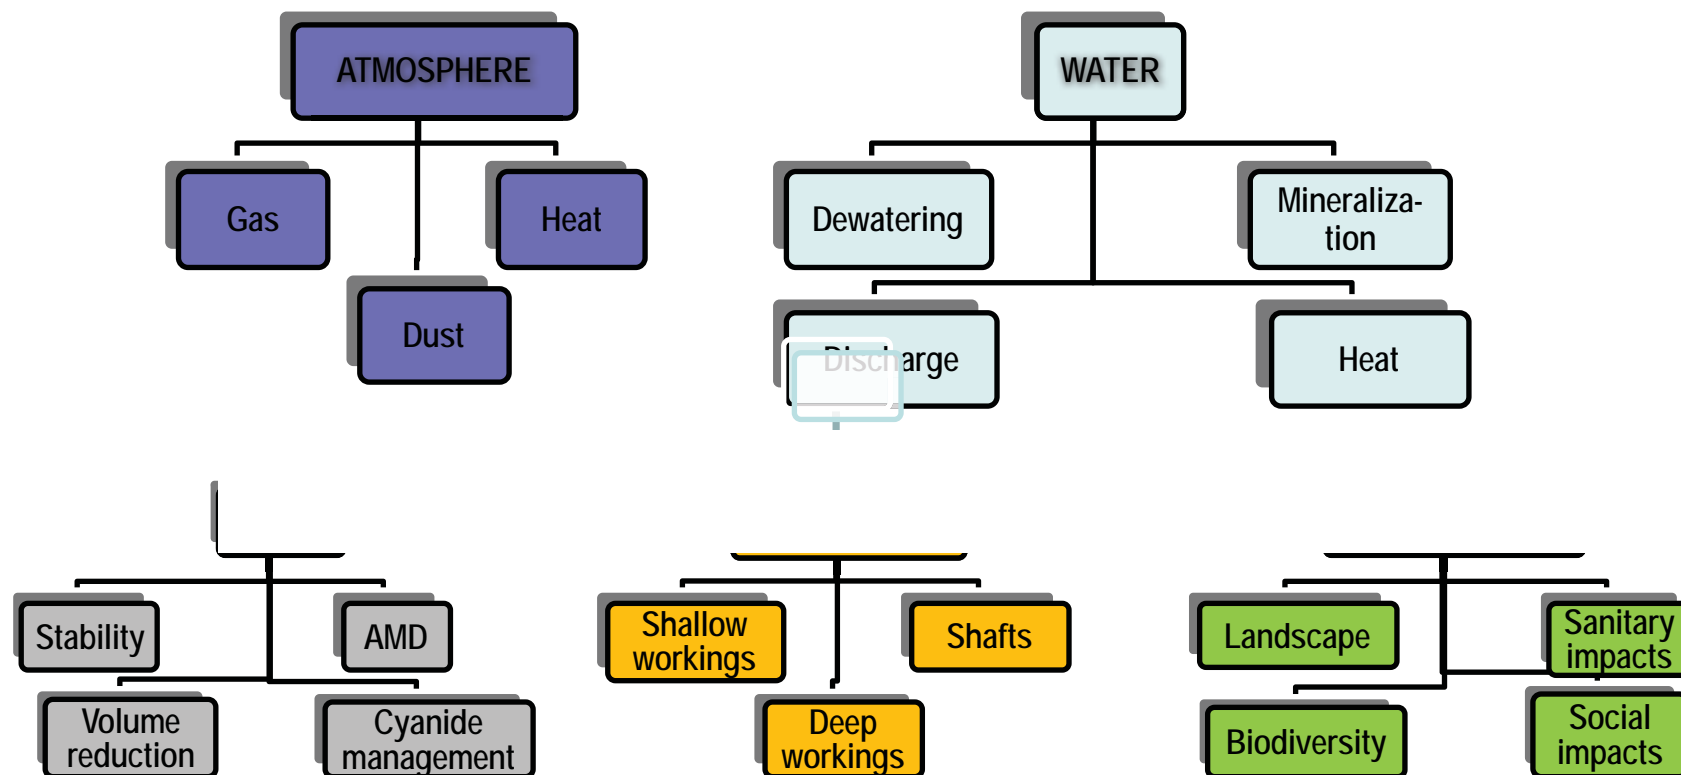 ATMOSPHERE
WATER
Gas
Heat
Dust
Dewatering
Mineraliza-
tion
Discharge
Heat
Stability
AMD
Volume
reduction
Cyanide
management
Shallow
workings
Shafts
Deep
workings
Landscape
Sanitary
impacts
Biodiversity
Social
impacts